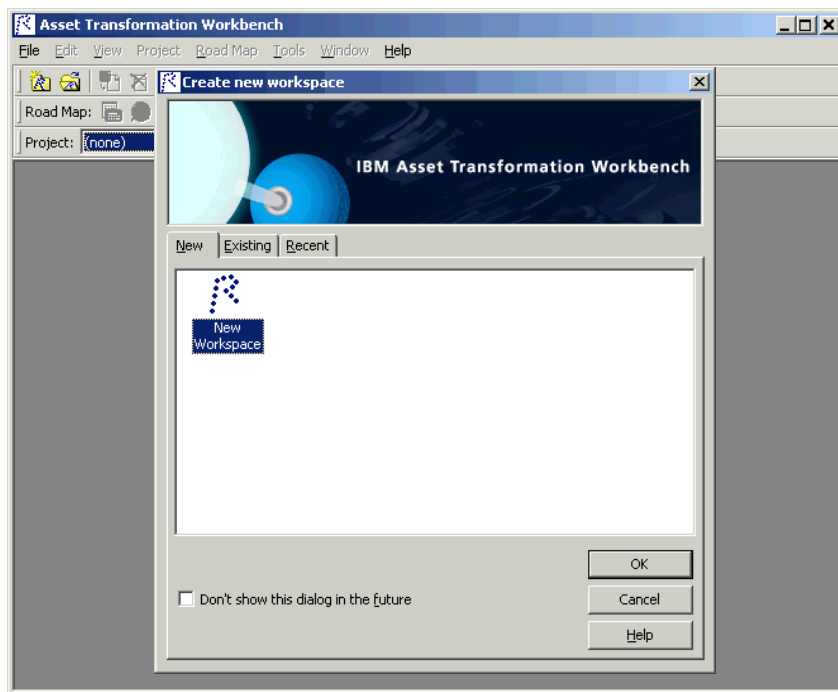 Asset Transformation Workbench
File Edit View Project Road Map Tools Window Help
Create new workspace
Road Map:
Project: (none)
IBM Asset Transformation Workbench
New Existing Recent
New
Workspace
OK
Don't show this dialog in the future
Cancel
Help